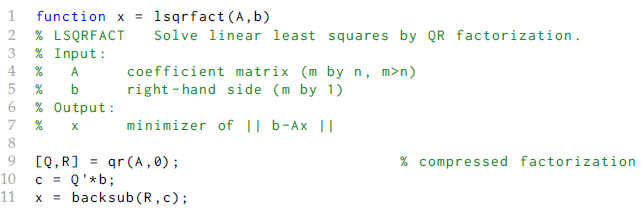 1 function x = lsqrfact(A,b)
2 % LSQRFACT   Solve linear least squares by QR factorization.
3 % Input:
4 %   A     coefficient matrix (m by n, m>n)
5 %   b     right-hand side (m by 1)
6 % Output:
7 %   x     minimizer of || b-Ax ||
8
9 [Q,R] = qr(A,0);                         % compressed factorization
10 c = Q'*b;
11 x = backsub(R,c);